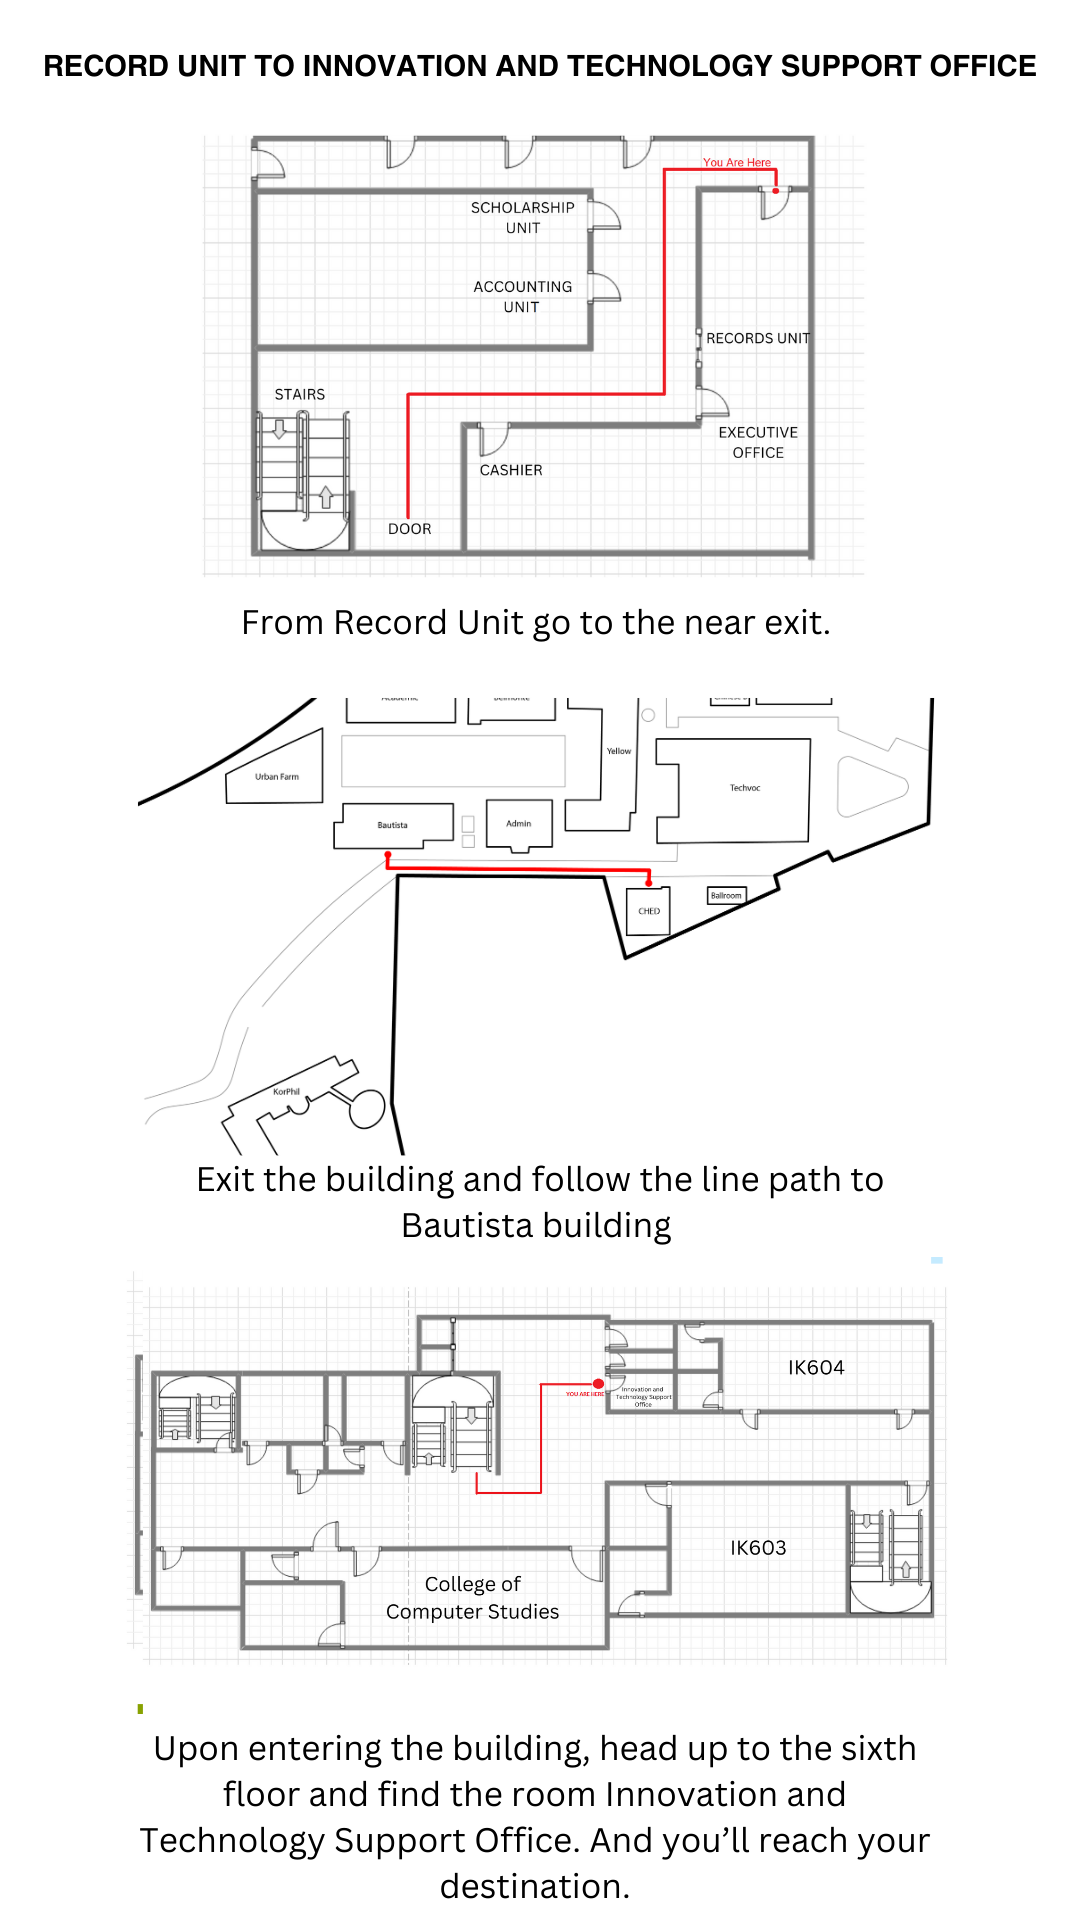 RECORD UNIT TO INNOVATION AND TECHNOLOGY SUPPORT OFFICE
You Are Here
SCHOLARSHIP
UNIT
ACCOUNTING
UNIT
RECORDS UNIT
STAIRS
EXECUTIVE
OFFICE
CASHIER
DOOR
From Record Unit go to the near exit.
Urban Farm
Yellow
Techvoc
Bautista
Admin
CHED
Ballroom
KorPhil
Exit the building and follow the line path to
Bautista building
IK604
YOU ARE HERE
Innovation and
Technology Support
Office
IK603
College of
Computer Studies
Upon entering the building, head up to the sixth
floor and find the room Innovation and
Technology Support Office. And you’ll reach your
destination.